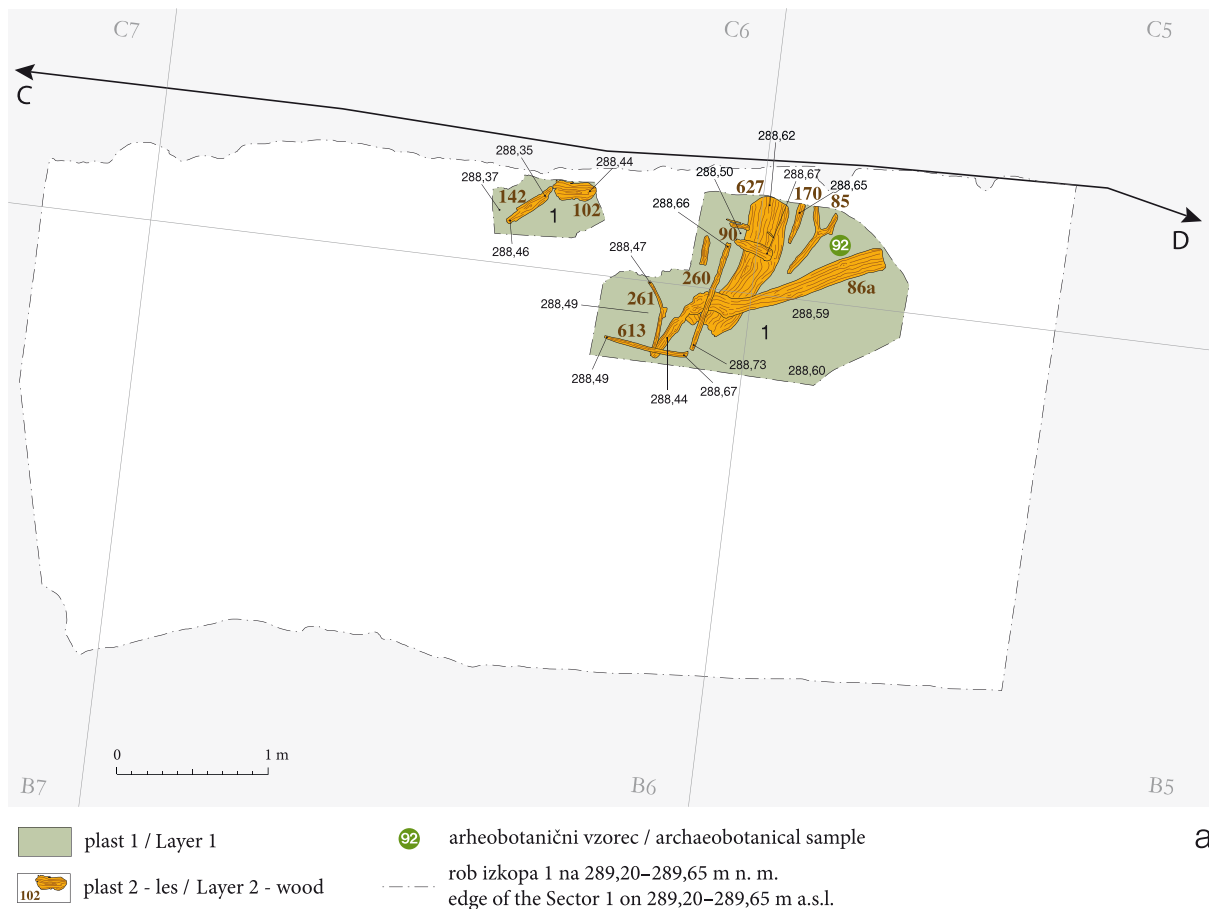 C7 C6 C5
C D
288,62
288,35 288,44 288,50 288,67
288,37 142 627 170 288,65
1 102 288,66 85
90 92
288,46
288,47 260
261 86a
288,49 288,59
613 1
288,73 288,60
288,49 288,67
288,44
0 1 m
B7 B6 B5
plast 1 / Layer 1
92 arheobotanični vzorec / archaeobotanical sample
a
102 plast 2 - les / Layer 2 - wood
rob izkopa 1 na 289,20–289,65 m n. m.
edge of the Sector 1 on 289,20–289,65 m a.s.l.